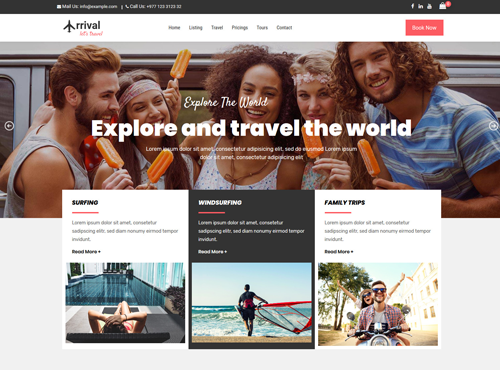 Mail Us: info@example.com | Call Us: +977 123 3123 32
rrival
let's travel
Home Listing Travel Pricings Tours Contact
Book Now
Explore The World
Explore and travel the world
Lorem ipsum dolor sit amet, consectetur adipiscing elit, sed do eiusmod Lorem ipsum
dolor sit amet, consectetur adipiscing elit
SURFING
Lorem ipsum dolor sit amet, consetetur
sadipscing elitr, sed diam nonumy eirmod tempor
invidunt.
Read More +
WINDSURFING
Lorem ipsum dolor sit amet, consetetur
sadipscing elitr, sed diam nonumy eirmod tempor
invidunt.
Read More +
FAMILY TRIPS
Lorem ipsum dolor sit amet, consetetur
sadipscing elitr, sed diam nonumy eirmod tempor
invidunt.
Read More +